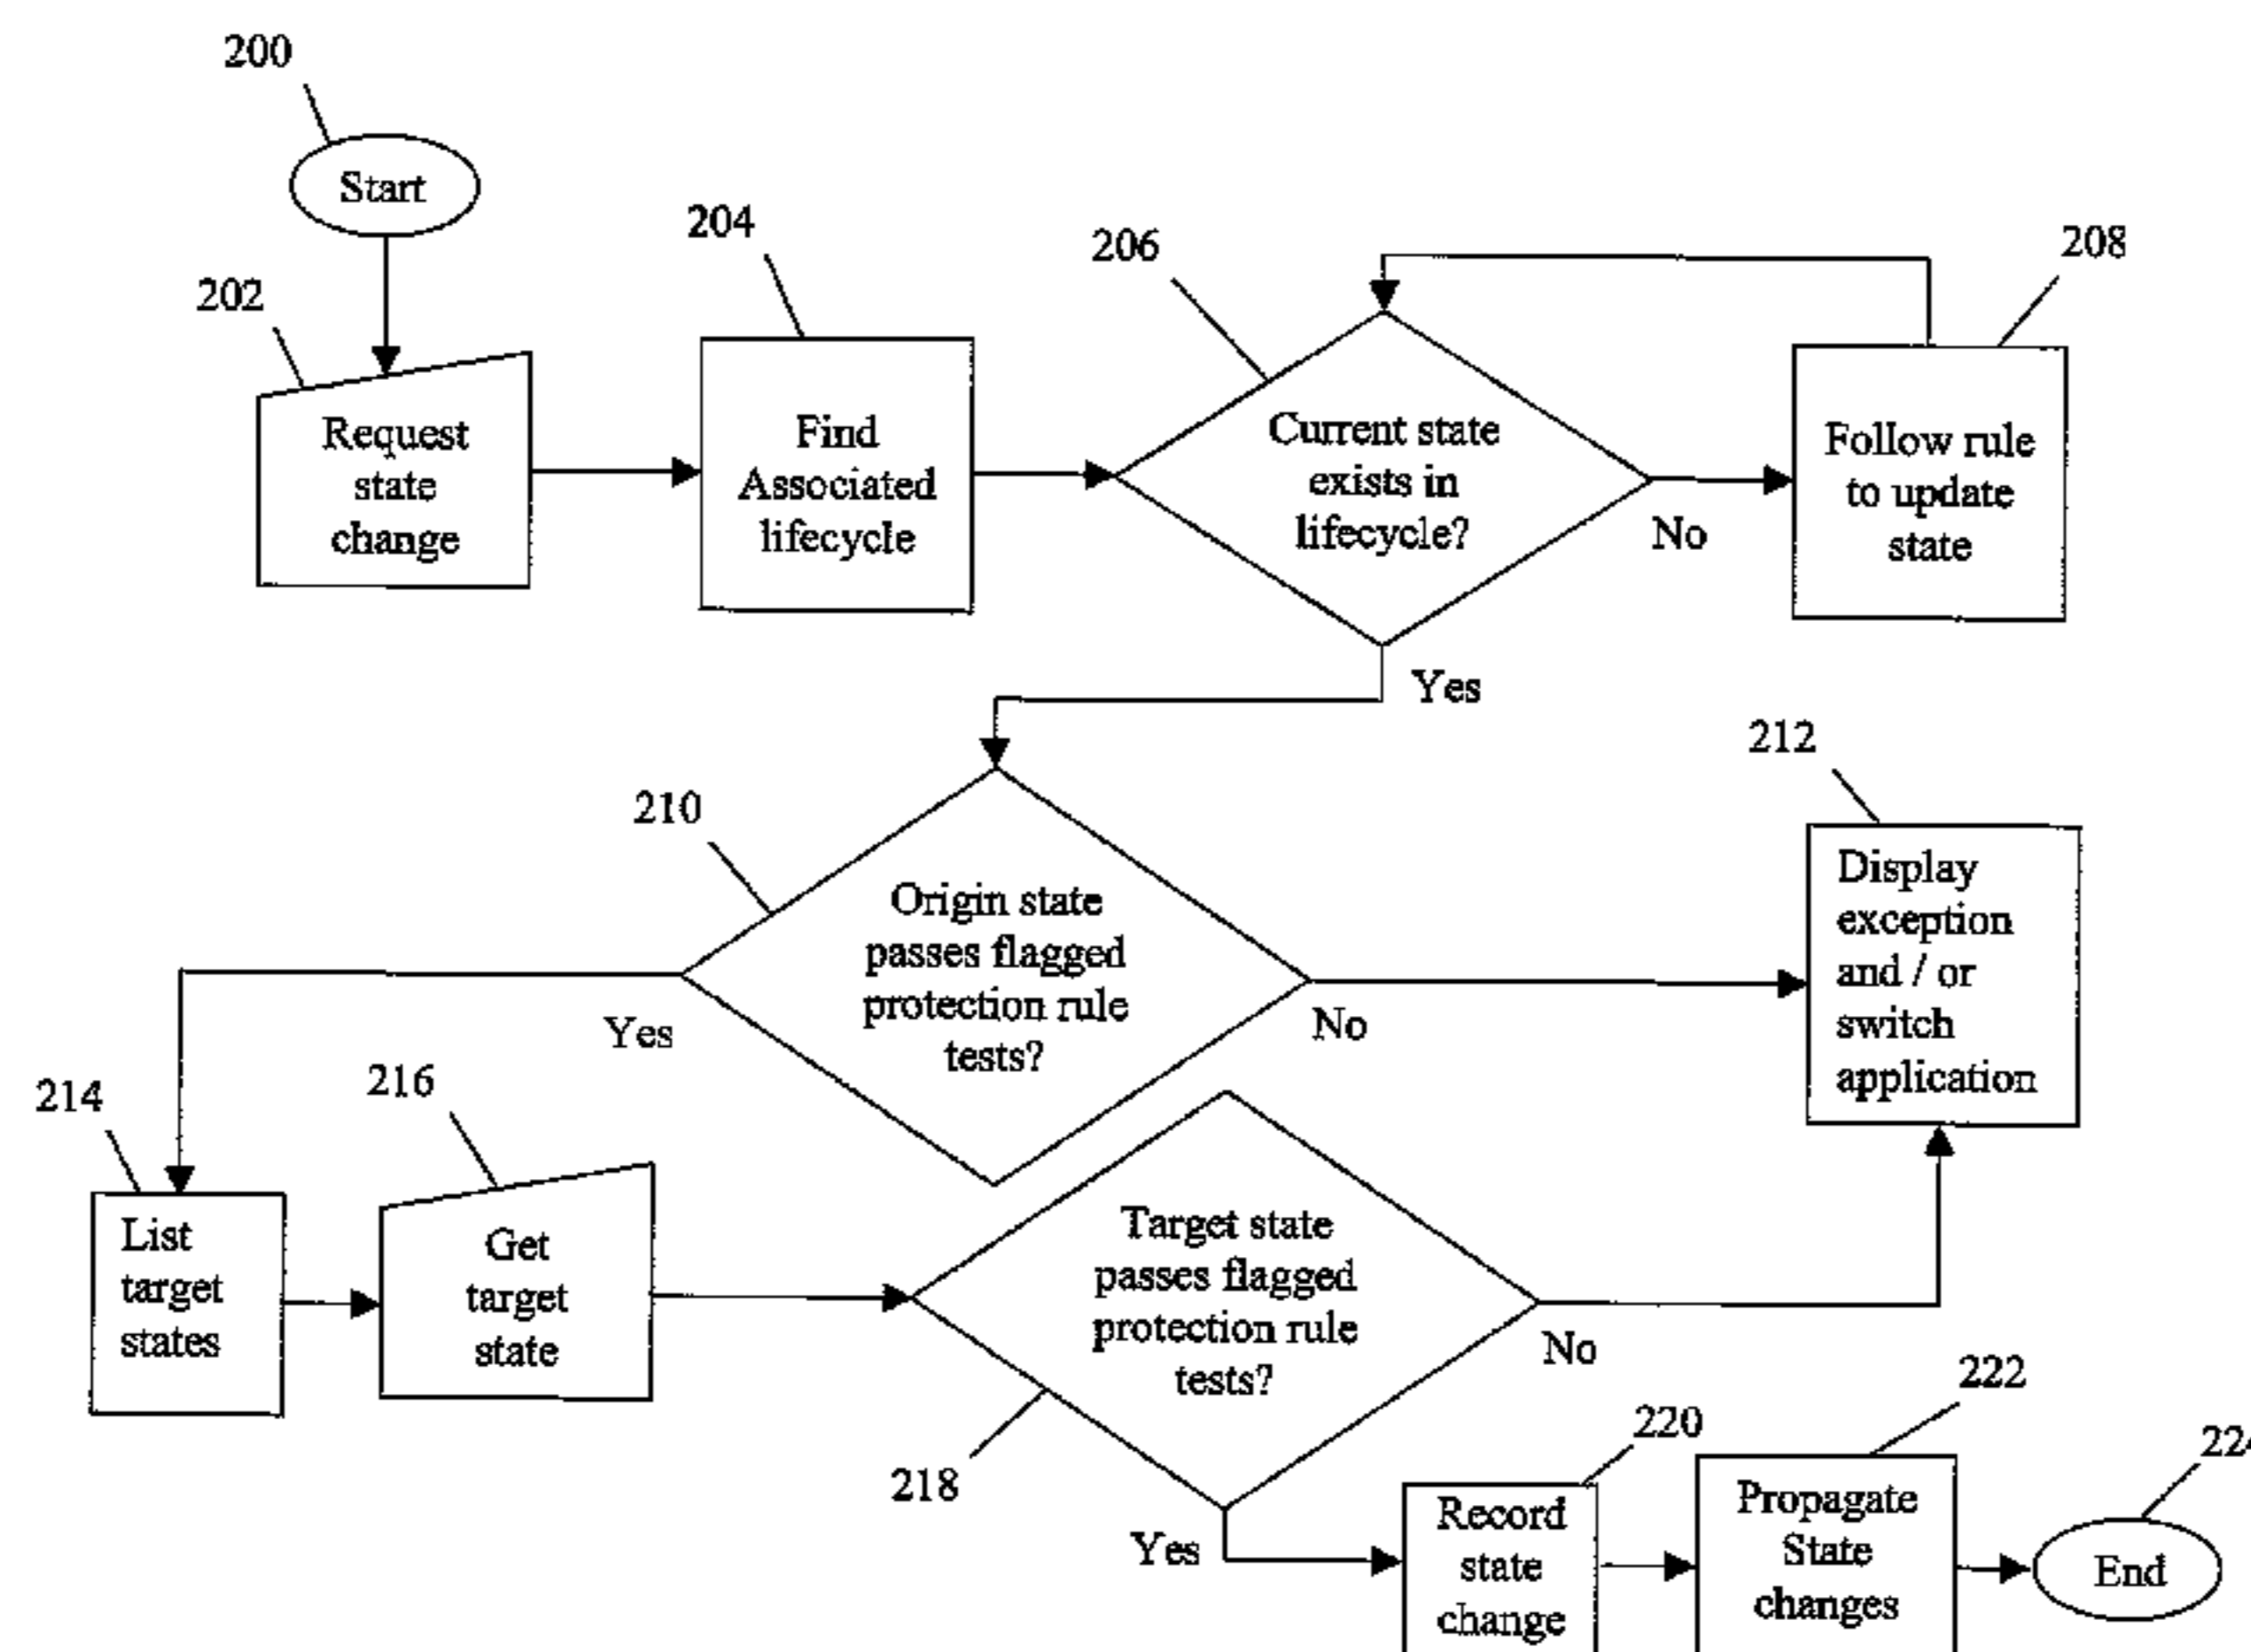 200
Start
202
Request
state
change
204
Find
Associated
lifecycle
206
Current state
exists in
lifecycle?
No
Yes
208
Follow rule
to update
state
210
Origin state
passes flagged
protection rule
tests?
Yes
No
212
Display
exception
and / or
switch
application
214
List
target
states
216
Get
target
state
218
Target state
passes flagged
protection rule
tests?
No
Yes
220
Record
state
change
222
Propagate
State
changes
End